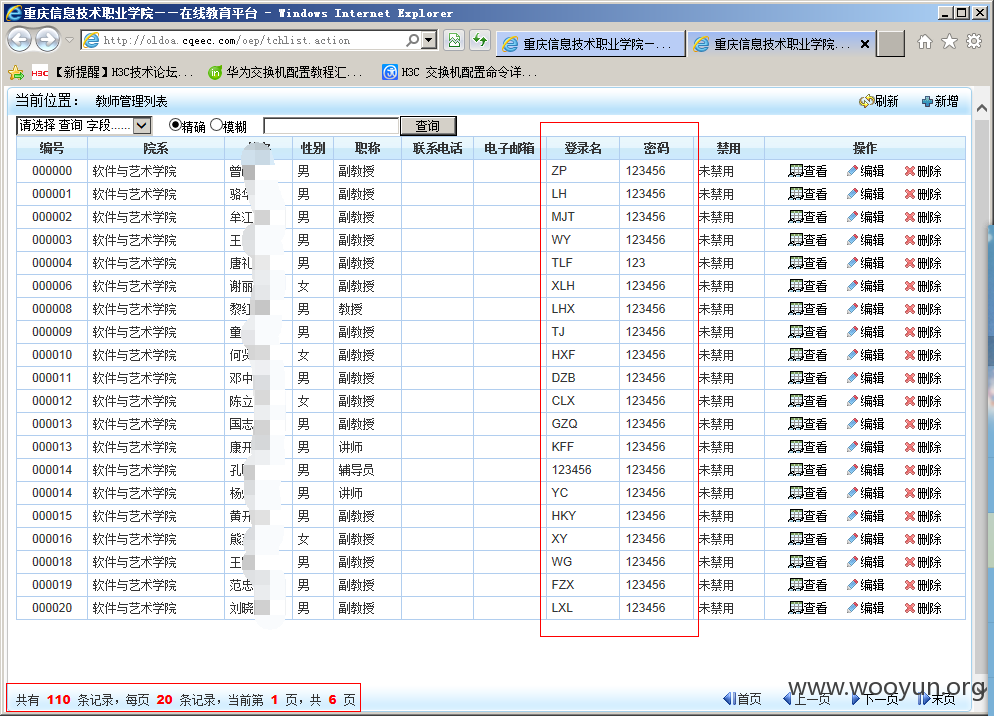 重庆信息技术职业学院——在线教育平台 - Windows Internet Explorer
http://oldoa.cqeec.com/oep/tchlist.action 重庆信息技术职业学院—... 重庆信息技术职业学院... ×
【新提醒】H3C技术论坛... 华为交换机配置教程汇... H3C 交换机配置命令详...
当前位置： 教师管理列表 刷新 新增
请选择 查询 字段...... 精确 模糊 查询
编号 院系 性别 职称 联系电话 电子邮箱 登录名 密码 禁用 操作
000000 软件与艺术学院 曾 男 副教授 ZP 123456 未禁用 查看 编辑 删除
000001 软件与艺术学院 骆华 男 副教授 LH 123456 未禁用 查看 编辑 删除
000002 软件与艺术学院 牟江 男 副教授 MJT 123456 未禁用 查看 编辑 删除
000003 软件与艺术学院 王 男 副教授 WY 123456 未禁用 查看 编辑 删除
000004 软件与艺术学院 唐礼 男 副教授 TLF 123 未禁用 查看 编辑 删除
000006 软件与艺术学院 谢丽 女 副教授 XLH 123456 未禁用 查看 编辑 删除
000008 软件与艺术学院 黎红 男 教授 LHX 123456 未禁用 查看 编辑 删除
000009 软件与艺术学院 童 男 副教授 TJ 123456 未禁用 查看 编辑 删除
000010 软件与艺术学院 何 女 副教授 HXF 123456 未禁用 查看 编辑 删除
000011 软件与艺术学院 邓中 男 副教授 DZB 123456 未禁用 查看 编辑 删除
000012 软件与艺术学院 陈立 女 副教授 CLX 123456 未禁用 查看 编辑 删除
000013 软件与艺术学院 国志 男 副教授 GZQ 123456 未禁用 查看 编辑 删除
000013 软件与艺术学院 康开 男 讲师 KFF 123456 未禁用 查看 编辑 删除
000014 软件与艺术学院 孔 男 辅导员 123456 123456 未禁用 查看 编辑 删除
000014 软件与艺术学院 杨 男 讲师 YC 123456 未禁用 查看 编辑 删除
000015 软件与艺术学院 黄开 男 副教授 HKY 123456 未禁用 查看 编辑 删除
000016 软件与艺术学院 熊 女 副教授 XY 123456 未禁用 查看 编辑 删除
000018 软件与艺术学院 王 男 副教授 WG 123456 未禁用 查看 编辑 删除
000019 软件与艺术学院 范忠 男 副教授 FZX 123456 未禁用 查看 编辑 删除
000020 软件与艺术学院 刘晓 男 副教授 LXL 123456 未禁用 查看 编辑 删除
共有 110 条记录，每页 20 条记录，当前第 1 页，共 6 页 首页 上一页 下一页 末页
www.wooyun.org